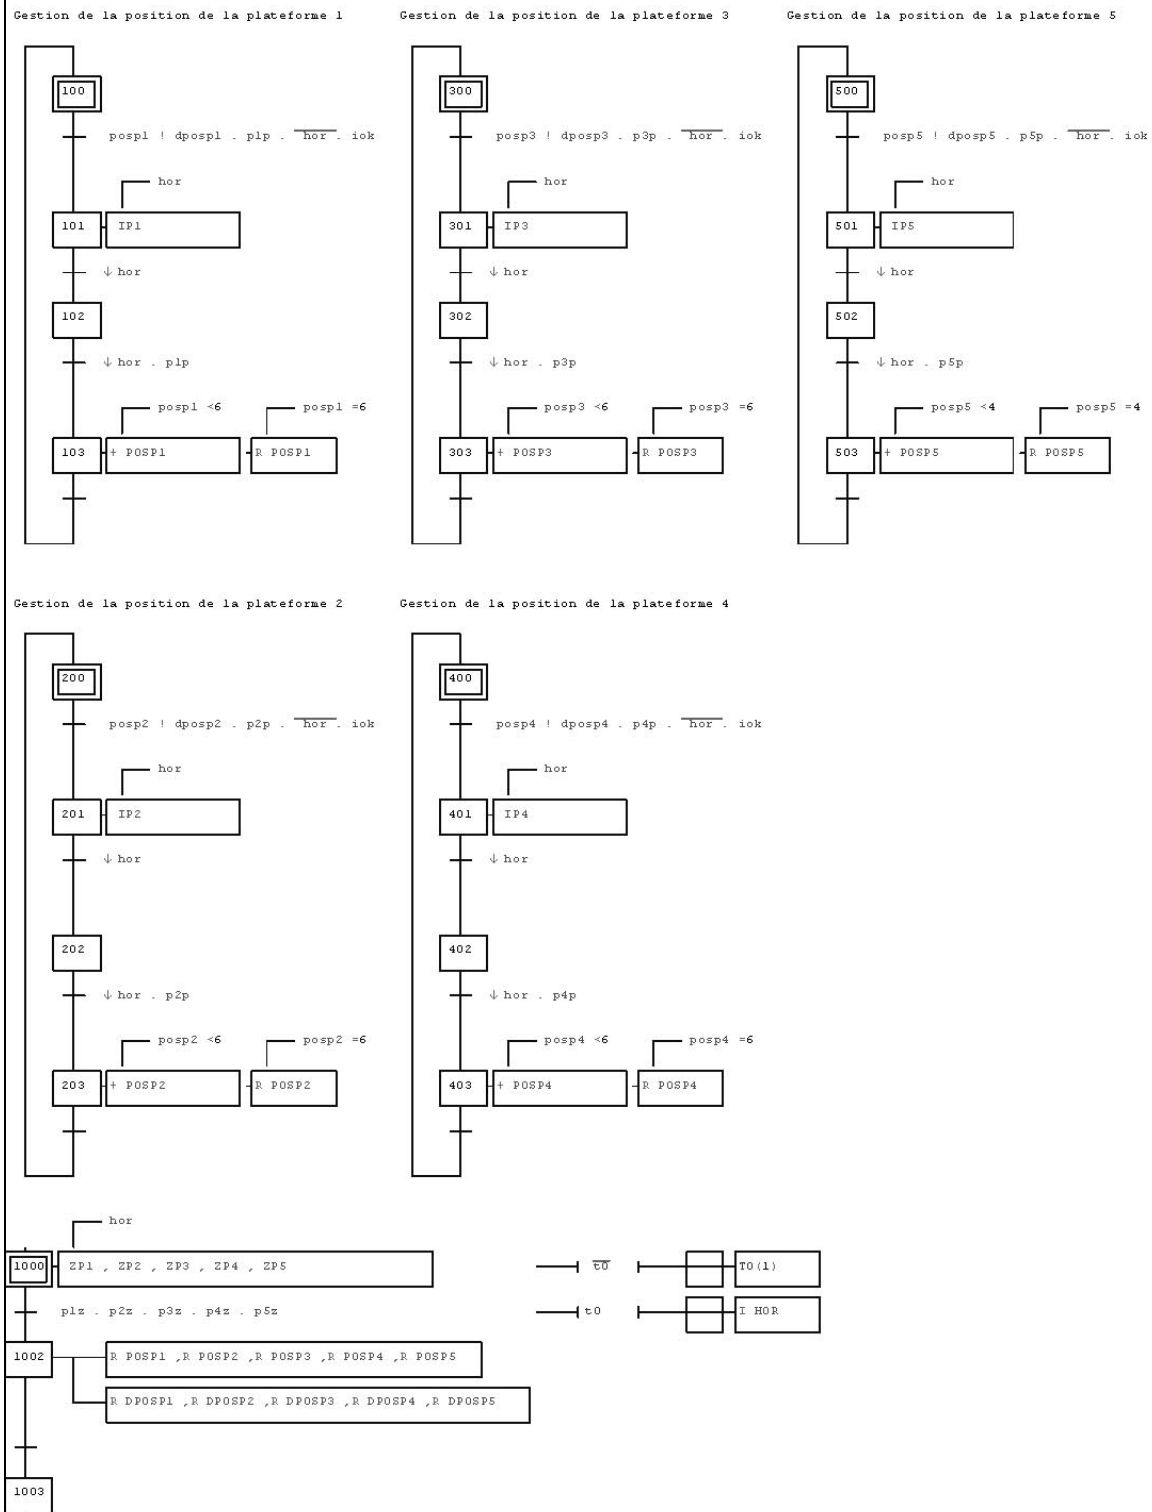 Gestion de la position de la plateforme 1 Gestion de la position de la plateforme 3 Gestion de la position de la plateforme 5
100 300 500
posp1 ! dposp1 . p1p . hor . iok posp3 ! dposp3 . p3p . hor . iok posp5 ! dposp5 . p5p . hor . iok
hor hor hor
101 IP1 301 IP3 501 IP5
↓ hor ↓ hor ↓ hor
102 302 502
↓ hor . p1p ↓ hor . p3p ↓ hor . p5p
posp1 <6 posp1 =6 posp3 <6 posp3 =6 posp5 <4 posp5 =4
103 + POSP1 R POSP1 303 + POSP3 R POSP3 503 + POSP5 R POSP5
Gestion de la position de la plateforme 2 Gestion de la position de la plateforme 4
200 400
posp2 ! dposp2 . p2p . hor . iok posp4 ! dposp4 . p4p . hor . iok
hor hor
201 IP2 401 IP4
↓ hor ↓ hor
202 402
↓ hor . p2p ↓ hor . p4p
posp2 <6 posp2 =6 posp4 <6 posp4 =6
203 + POSP2 R POSP2 403 + POSP4 R POSP4
hor
1000 ZP1 , ZP2 , ZP3 , ZP4 , ZP5 t0 T0(1)
p1z . p2z . p3z . p4z . p5z t0 I HOR
1002 R POSP1 ,R POSP2 ,R POSP3 ,R POSP4 ,R POSP5
R DPOSP1 ,R DPOSP2 ,R DPOSP3 ,R DPOSP4 ,R DPOSP5
1003